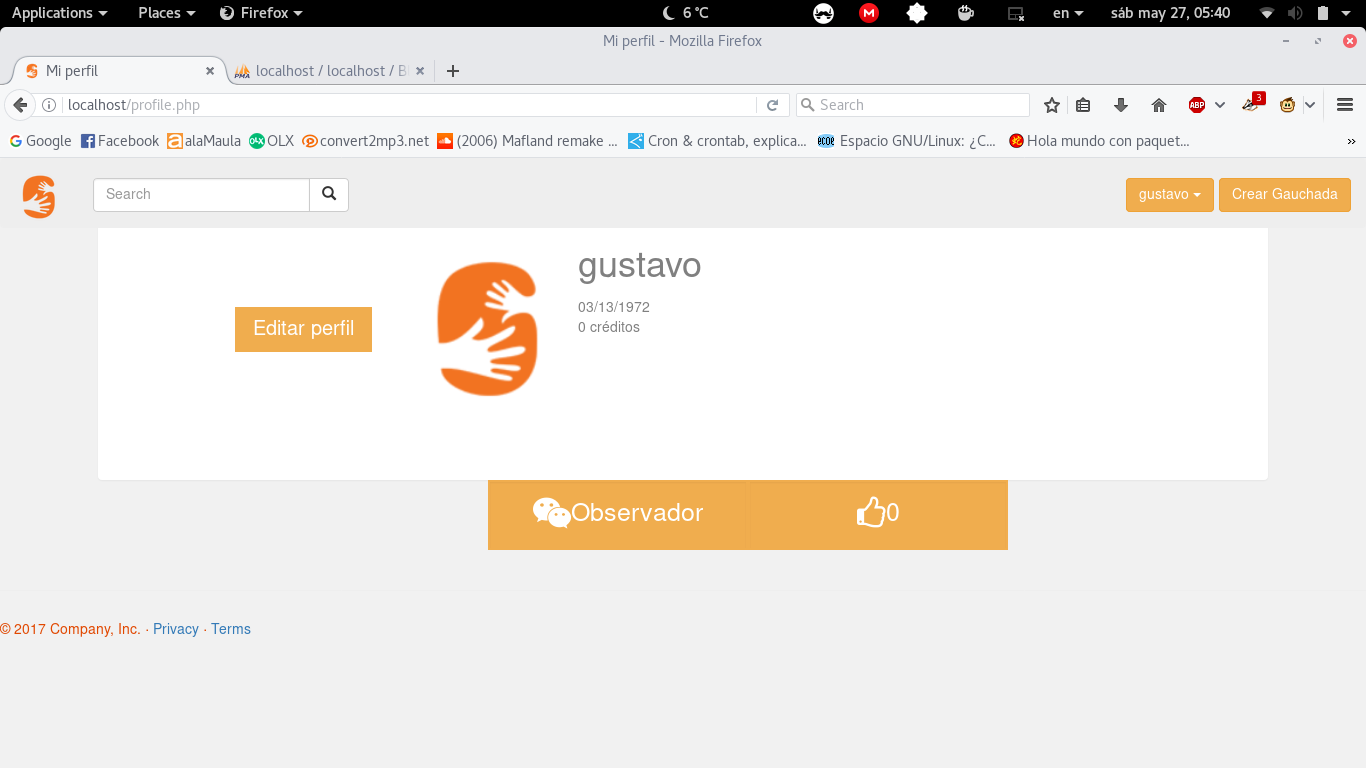 Applications Places Firefox 6 °C en sáb may 27, 05:40
Mi perfil - Mozilla Firefox
Mi perfil localhost / localhost / B
localhost/profile.php Search ABP 3
Google Facebook alaMaula OLX convert2mp3.net (2006) Mafland remake ... Cron & crontab, explica... Espacio GNU/Linux: ¿C... Hola mundo con paquet...
Search gustavo Crear Gauchada
gustavo
03/13/1972
0 créditos
Editar perfil
Observador 0
© 2017 Company, Inc. · Privacy · Terms